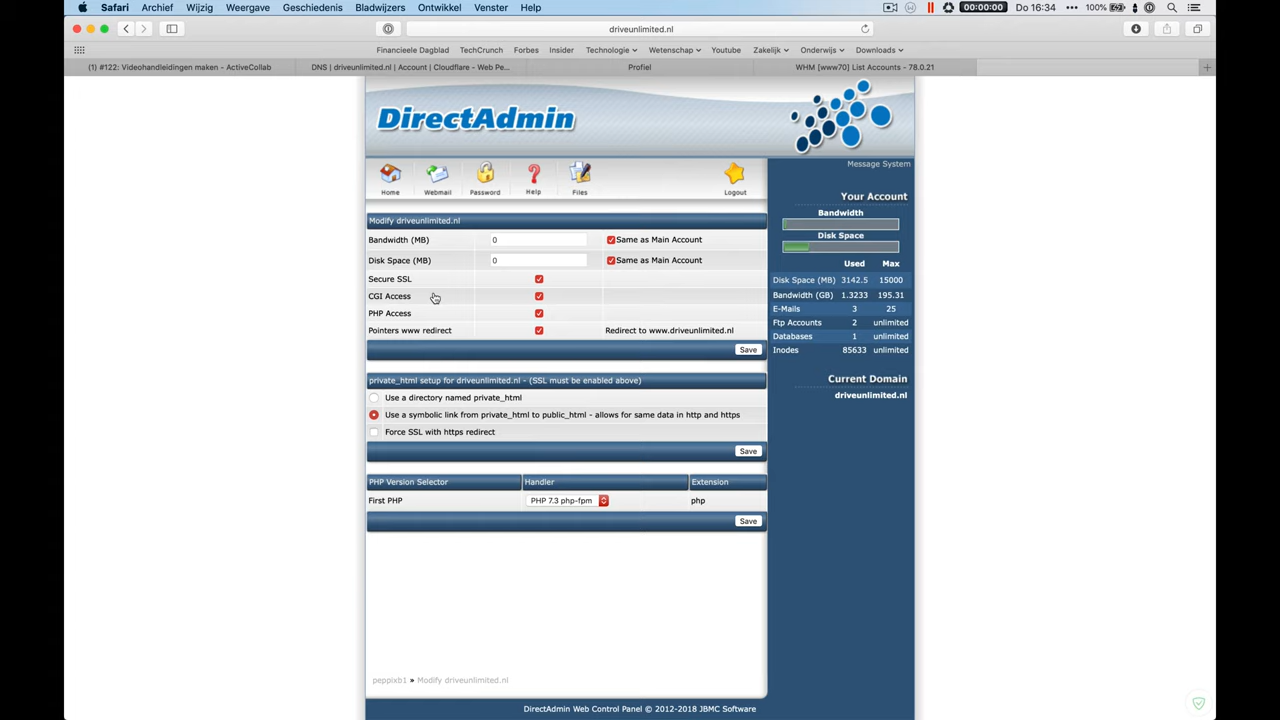 Safari Archief Wijzig Weergave Geschiedenis Bladwijzers Ontwikkel Venster Help 00:00:00 Do 16:34 100%
driveunlimited.nl
Financieele Dagblad TechCrunch Forbes Insider Technologie Wetenschap Youtube Zakelijk Onderwijs Downloads
(1) #122: Videohandleidingen maken - ActiveCollab DNS | driveunlimited.nl | Account | Cloudflare - Web Pe... Profiel WHM [www70] List Accounts - 78.0.21
DirectAdmin
Message System
Home Webmail Password Help Files Logout
Your Account
Bandwidth
Disk Space
Used Max
Disk Space (MB) 3142.5 15000
Bandwidth (GB) 1.3233 195.31
E-Mails 3 25
Ftp Accounts 2 unlimited
Databases 1 unlimited
Inodes 85633 unlimited
Current Domain
driveunlimited.nl
Modify driveunlimited.nl
Bandwidth (MB) 0 Same as Main Account
Disk Space (MB) 0 Same as Main Account
Secure SSL
CGI Access
PHP Access
Pointers www redirect Redirect to www.driveunlimited.nl
Save
private_html setup for driveunlimited.nl - (SSL must be enabled above)
Use a directory named private_html
Use a symbolic link from private_html to public_html - allows for same data in http and https
Force SSL with https redirect
Save
PHP Version Selector Handler Extension
First PHP PHP 7.3 php-fpm php
Save
peppixb1 » Modify driveunlimited.nl
DirectAdmin Web Control Panel © 2012-2018 JBMC Software